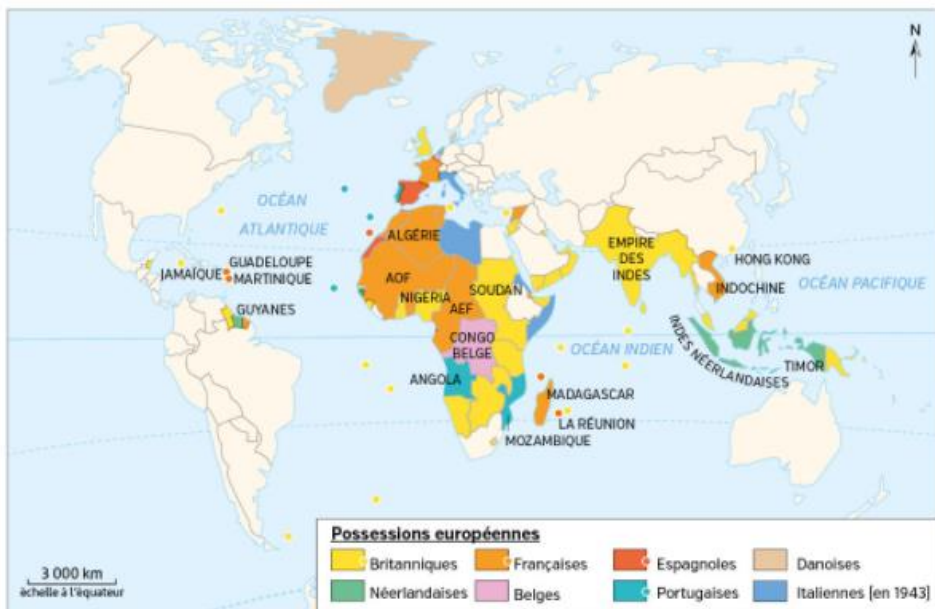 N
OCÉAN
ATLANTIQUE
ALGÉRIE
EMPIRE
DES
INDES
HONG KONG
GUADELOUPE
JAMAÏQUE
MARTINIQUE
AOF
NIGERIA
SOUDAN
INDOCHINE
OCÉAN PACIFIQUE
GUYANES
AEF
CONGO
BELGE
OCÉAN INDIEN
INDES NÉERLANDAISES
TIMOR
ANGOLA
MADAGASCAR
LA RÉUNION
MOZAMBIQUE
3 000 km
échelle à l'équateur
Possessions européennes
Britanniques
Françaises
Espagnoles
Danoises
Néerlandaises
Belges
Portugaises
Italiennes [en 1943]